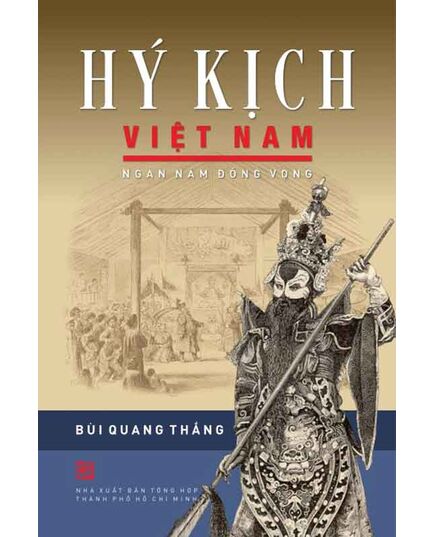 HÝ KỊCH
VIỆT NAM
NGÀN NĂM ĐỒNG VỌNG
BÙI QUANG THẮNG
NHÀ XUẤT BẢN TỔNG HỢP
THÀNH PHỐ HỒ CHÍ MINH